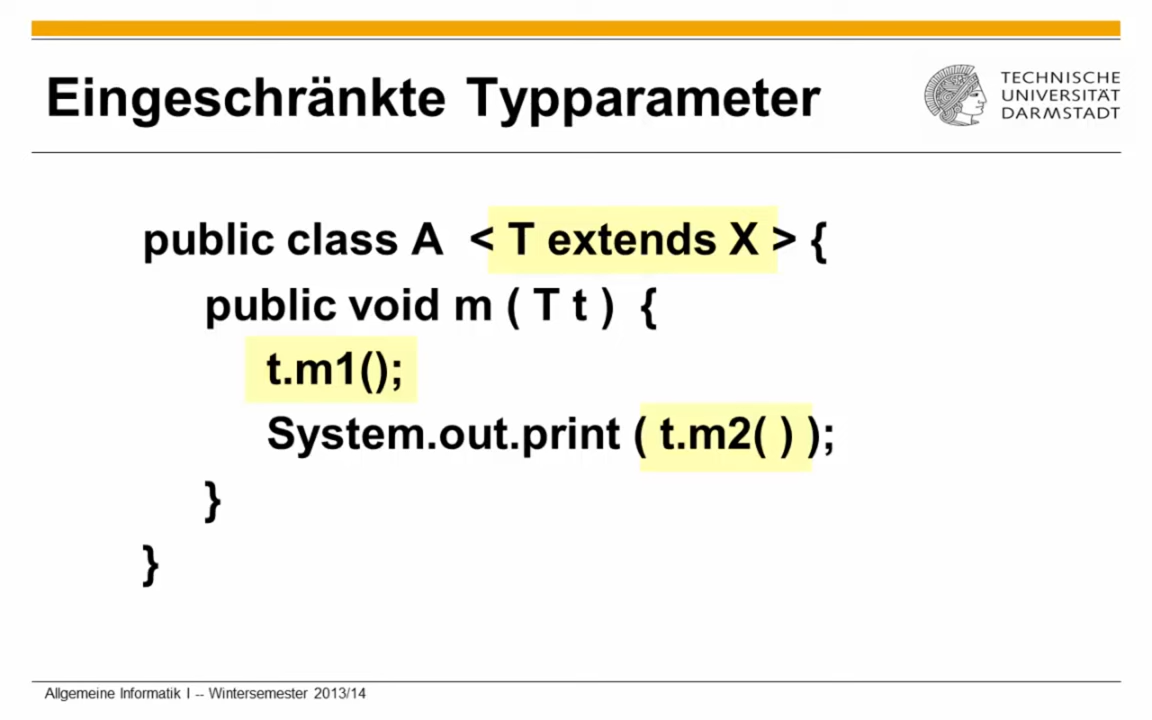 Eingeschränkte Typparameter
TECHNISCHE
UNIVERSITÄT
DARMSTADT
public class A < T extends X > {
public void m ( T t ) {
t.m1();
System.out.print ( t.m2( ) );
}
}
Allgemeine Informatik I -- Wintersemester 2013/14